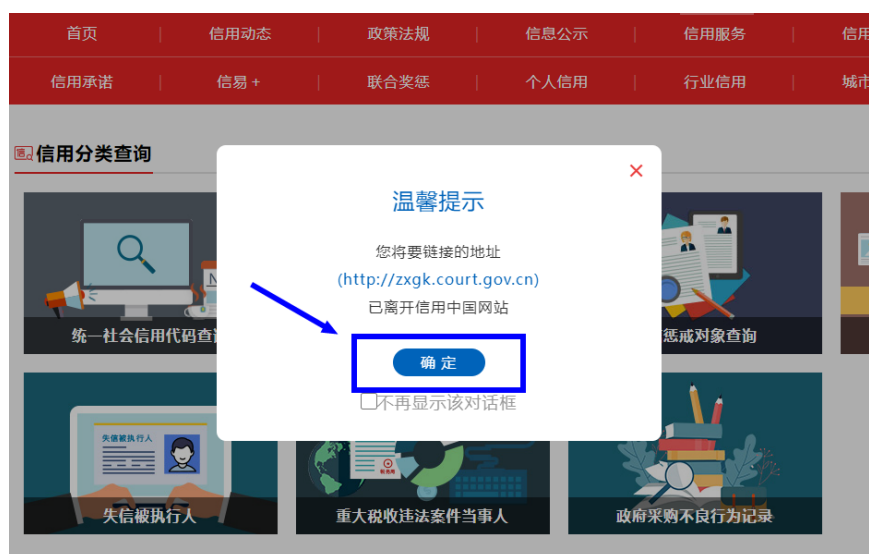 首页 | 信用动态 | 政策法规 | 信息公示 | 信用服务 | 信用
信用承诺 | 信易+ | 联合奖惩 | 个人信用 | 行业信用 | 城市
信用分类查询
×
温馨提示
您将要链接的地址
(http://zxgk.court.gov.cn)
已离开信用中国网站
确定
不再显示该对话框
统一社会信用代码查
惩戒对象查询
失信被执行人
失信被执行人
重大税收违法案件当事人
政府采购不良行为记录